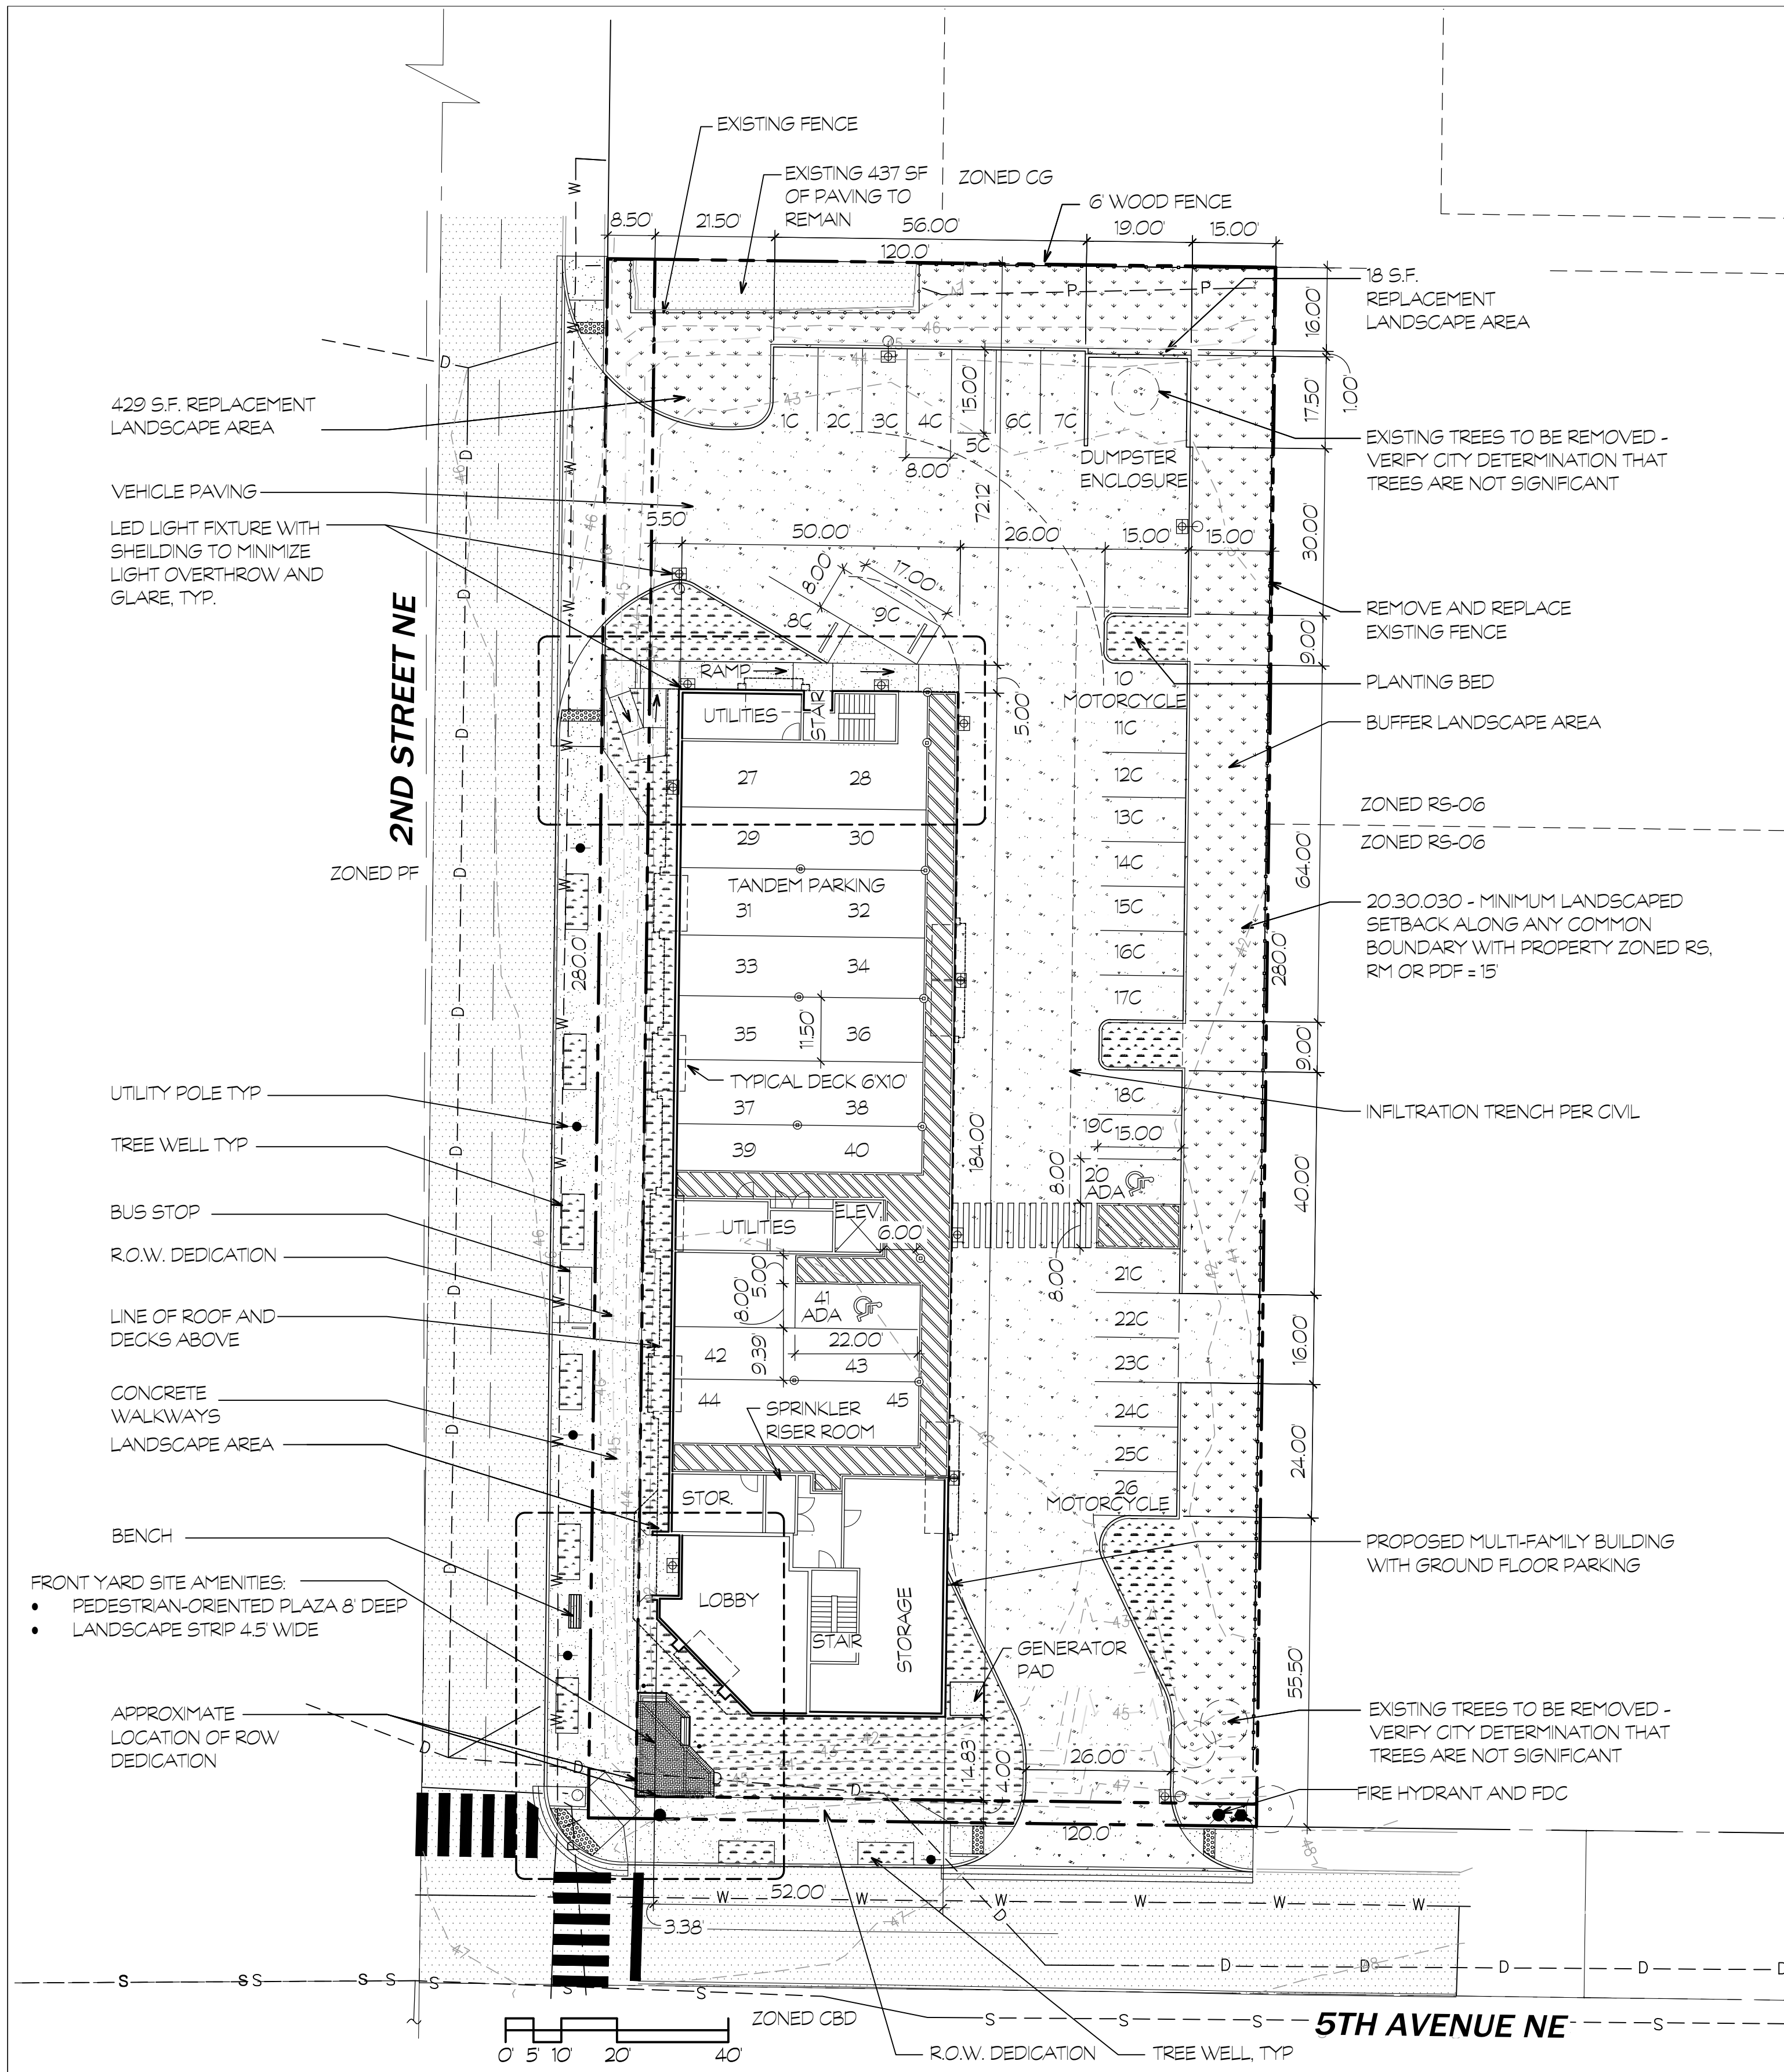 EXISTING FENCE
EXISTING 437 SF
OF PAVING TO
REMAIN
ZONED CG
6' WOOD FENCE
8.50'
21.50'
56.00'
19.00'
15.00'
120.0'
18 S.F.
REPLACEMENT
LANDSCAPE AREA
16.00'
1.00'
17.50'
429 S.F. REPLACEMENT
LANDSCAPE AREA
1C
2C
3C
4C
15.00'
5C
6C
7C
8.00'
DUMPSTER
ENCLOSURE
EXISTING TREES TO BE REMOVED -
VERIFY CITY DETERMINATION THAT
TREES ARE NOT SIGNIFICANT
VEHICLE PAVING
LED LIGHT FIXTURE WITH
SHEILDING TO MINIMIZE
LIGHT OVERTHROW AND
GLARE, TYP.
72.12'
5.50'
50.00'
26.00'
15.00'
15.00'
30.00'
8.00'
17.00'
8C
9C
REMOVE AND REPLACE
EXISTING FENCE
9.00'
2ND STREET NE
RAMP
UTILITIES
STAIR
5.00'
10
MOTORCYCLE
PLANTING BED
11C
BUFFER LANDSCAPE AREA
27
28
12C
ZONED RS-06
13C
29
30
ZONED RS-06
14C
64.00'
ZONED PF
TANDEM PARKING
31
32
15C
20.30.030 - MINIMUM LANDSCAPED
SETBACK ALONG ANY COMMON
BOUNDARY WITH PROPERTY ZONED RS,
RM OR PDF = 15'
280.0'
33
34
16C
280.0'
17C
35
11.50'
36
9.00'
TYPICAL DECK 6'X10'
UTILITY POLE TYP
37
38
18C
INFILTRATION TRENCH PER CIVIL
19C
15.00'
TREE WELL TYP
39
40
184.00'
8.00'
20
ADA
40.00'
BUS STOP
UTILITIES
ELEV.
6.00'
R.O.W. DEDICATION
8.00'
5.00'
8.00'
21C
41
ADA
LINE OF ROOF AND
DECKS ABOVE
22.00'
22C
16.00'
42
9.39'
43
23C
CONCRETE
WALKWAYS
44
45
24C
SPRINKLER
RISER ROOM
24.00'
LANDSCAPE AREA
25C
STOR.
26
MOTORCYCLE
BENCH
PROPOSED MULTI-FAMILY BUILDING
WITH GROUND FLOOR PARKING
FRONT YARD SITE AMENITIES:
• PEDESTRIAN-ORIENTED PLAZA 8' DEEP
• LANDSCAPE STRIP 4.5' WIDE
LOBBY
STAIR
STORAGE
GENERATOR
PAD
55.50'
APPROXIMATE
LOCATION OF ROW
DEDICATION
EXISTING TREES TO BE REMOVED -
VERIFY CITY DETERMINATION THAT
TREES ARE NOT SIGNIFICANT
14.83'
4.00'
26.00'
FIRE HYDRANT AND FDC
120.0'
52.00'
3.38'
ZONED CBD
5TH AVENUE NE
0' 5' 10' 20' 40'
R.O.W. DEDICATION
TREE WELL, TYP